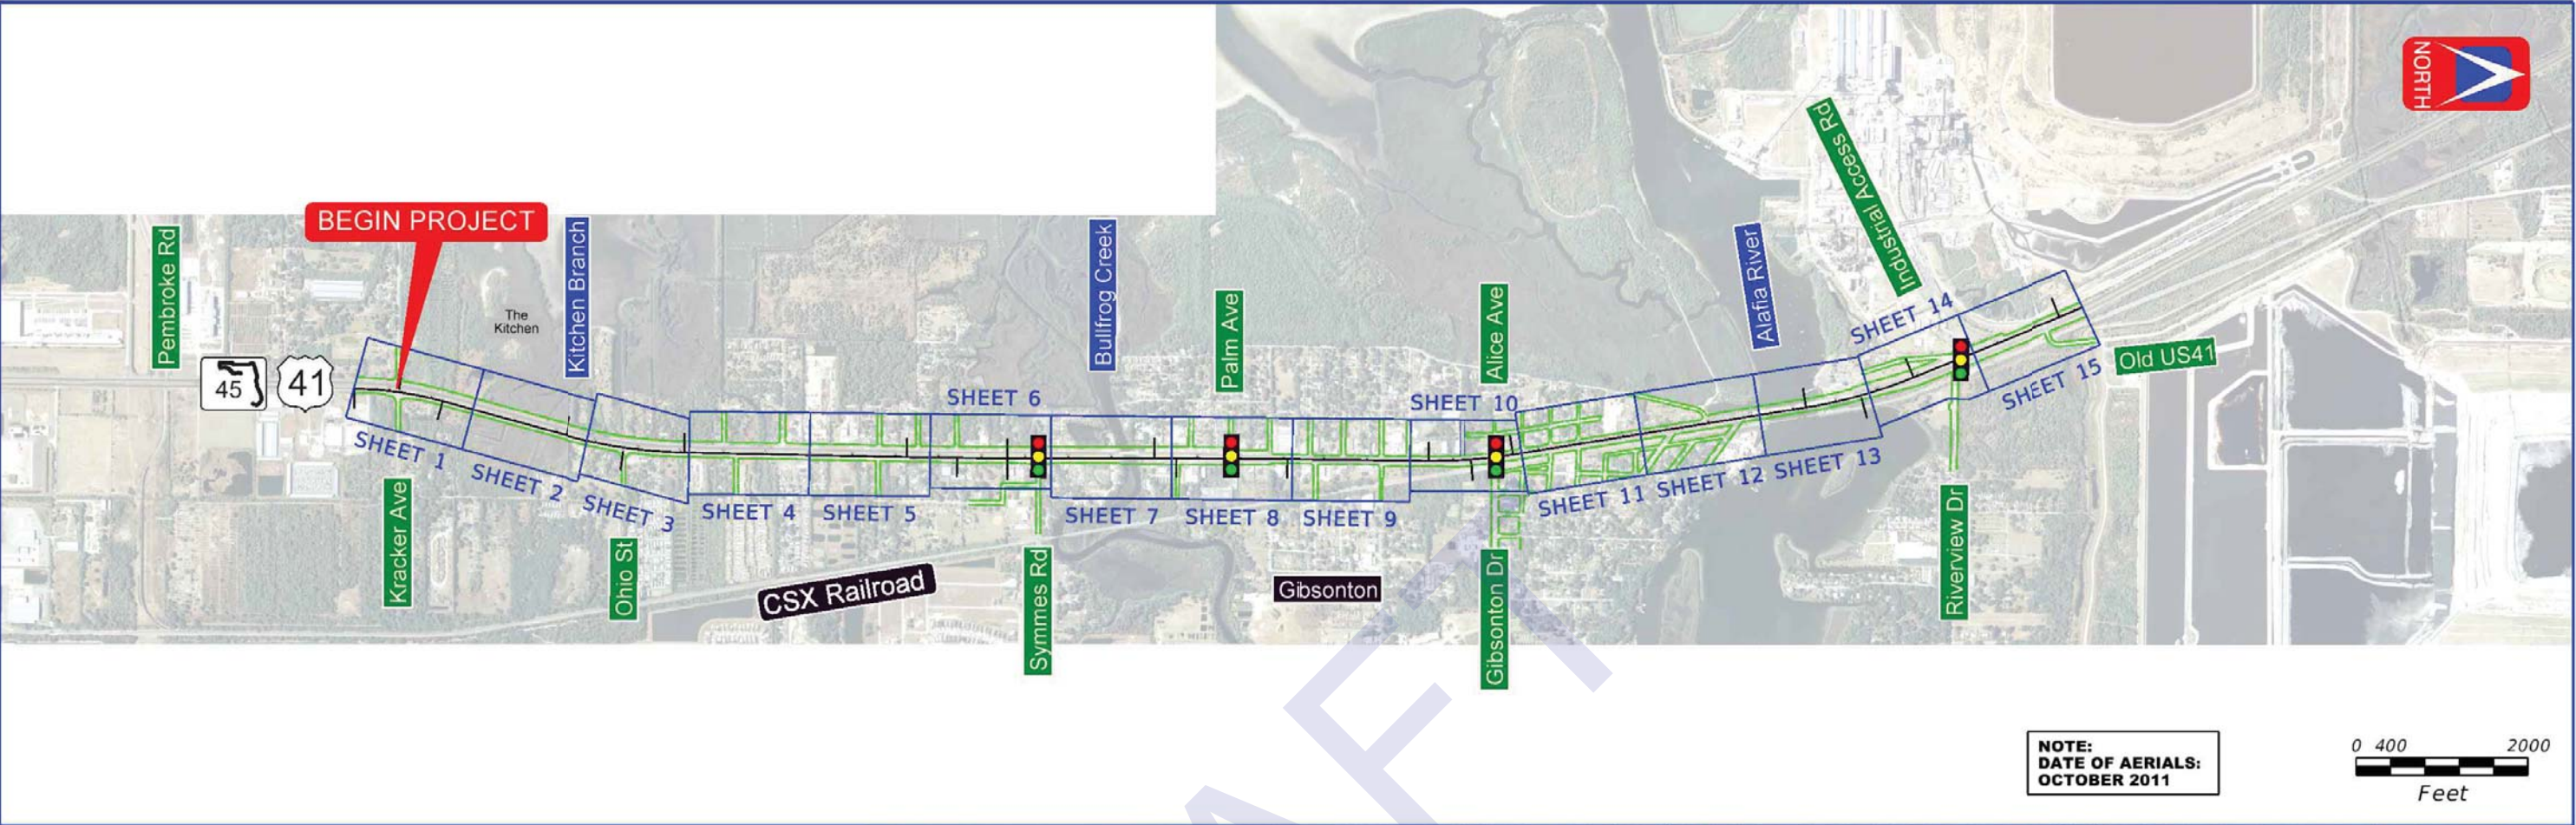 NORTH
Pembroke Rd
45
41
BEGIN PROJECT
The
Kitchen
Kitchen Branch
Bullfrog Creek
Palm Ave
Alice Ave
Alafia River
Industrial Access Rd
Old US41
SHEET 1
SHEET 2
SHEET 3
SHEET 4
SHEET 5
SHEET 6
SHEET 7
SHEET 8
SHEET 9
SHEET 10
SHEET 11
SHEET 12
SHEET 13
SHEET 14
SHEET 15
Kracker Ave
Ohio St
CSX Railroad
Symmes Rd
Gibsonton
Gibsonton Dr
Riverview Dr
AFT
NOTE:
DATE OF AERIALS:
OCTOBER 2011
0 400 2000
Feet